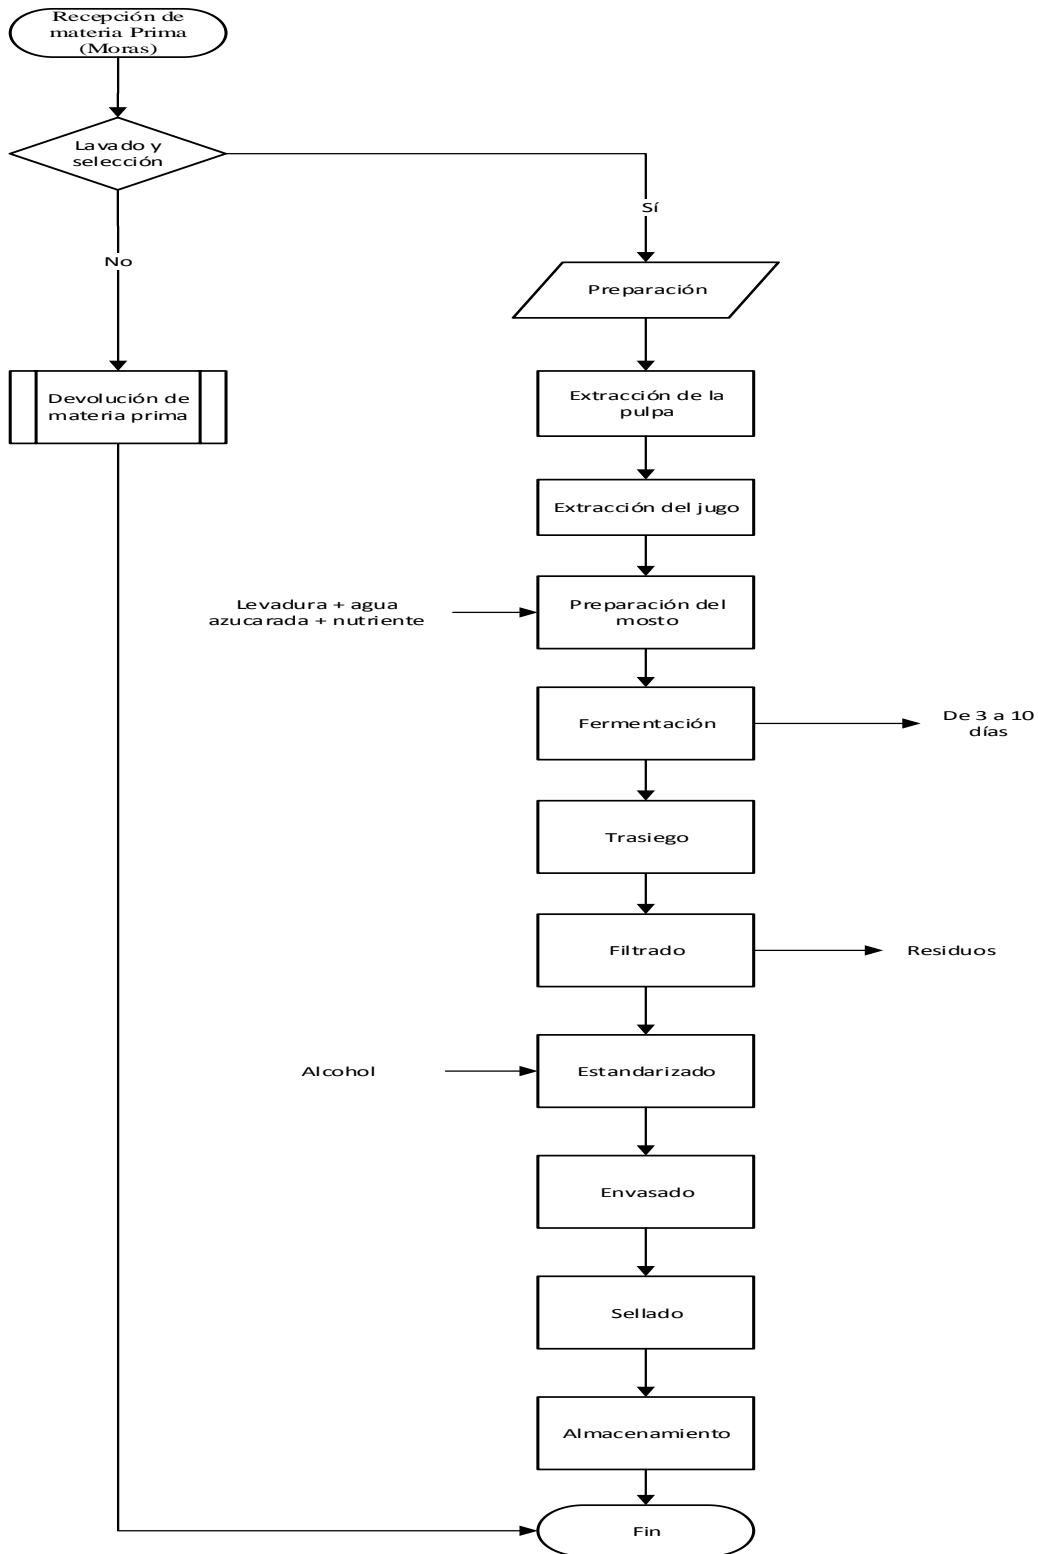 Recepción de
materia Prima
(Moras)
Lavado y
selección
Sí
No
Preparación
Devolución de
materia prima
Extracción de la
pulpa
Extracción del jugo
Levadura + agua
azucarada + nutriente
Preparación del
mosto
Fermentación
De 3 a 10
días
Trasiego
Filtrado
Residuos
Alcohol
Estandarizado
Envasado
Sellado
Almacenamiento
Fin